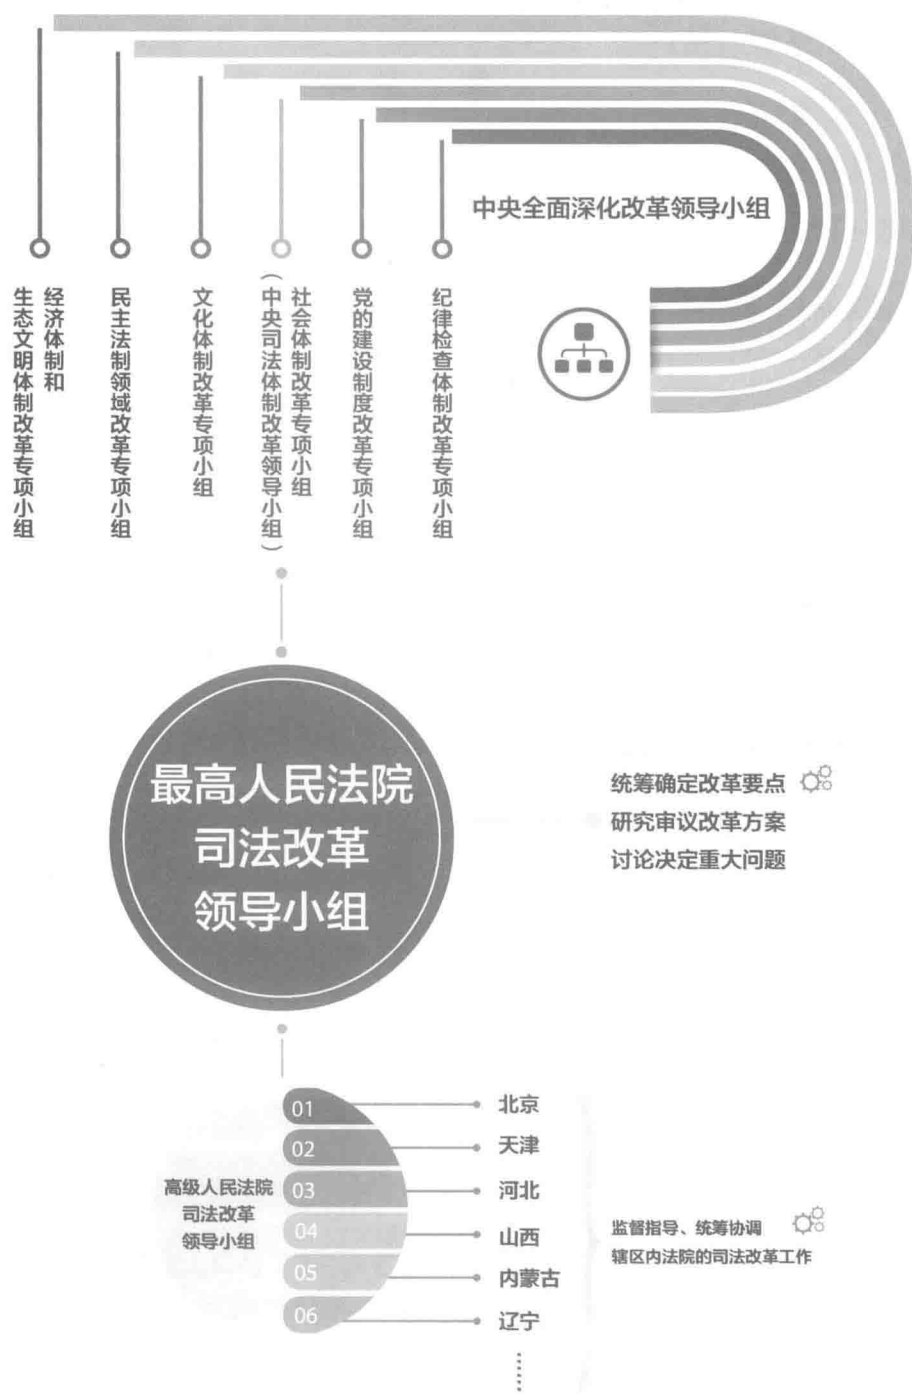 中央全面深化改革领导小组
经济体制和
生态文明体制改革专项小组
民主法制领域改革专项小组
文化体制改革专项小组
社会体制改革专项小组
（中央司法体制改革领导小组）
党的建设制度改革专项小组
纪律检查体制改革专项小组
最高人民法院
司法改革
领导小组
统筹确定改革要点
研究审议改革方案
讨论决定重大问题
高级人民法院
司法改革
领导小组
01 北京
02 天津
03 河北
04 山西
05 内蒙古
06 辽宁
⋮
监督指导、统筹协调
辖区内法院的司法改革工作